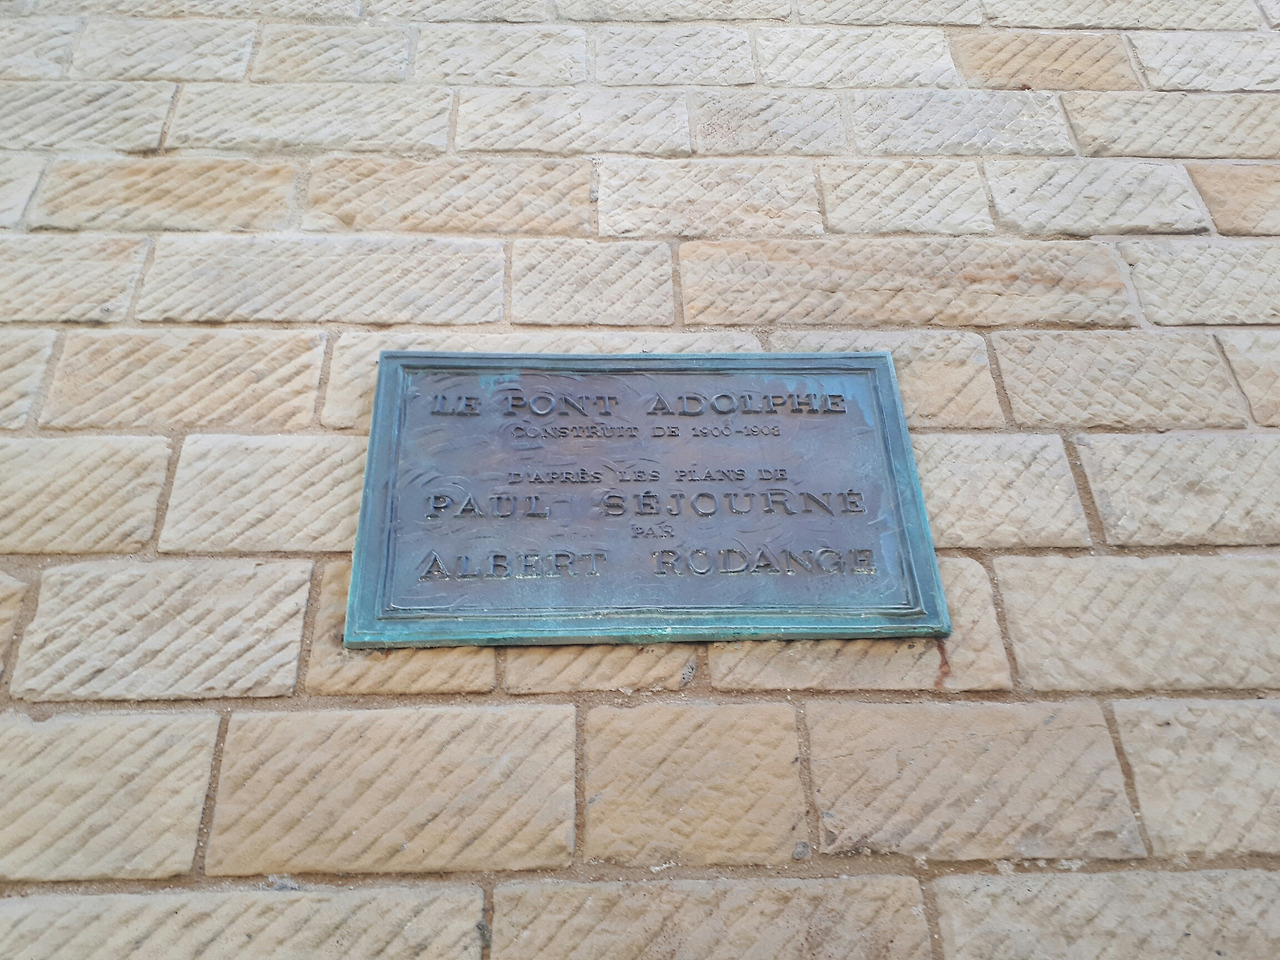 LE PONT ADOLPHE
CONSTRUIT DE 1900-1903
D'APRÈS LES PLANS DE
PAUL SÉJOURNÉ
PAR
ALBERT RODANGE